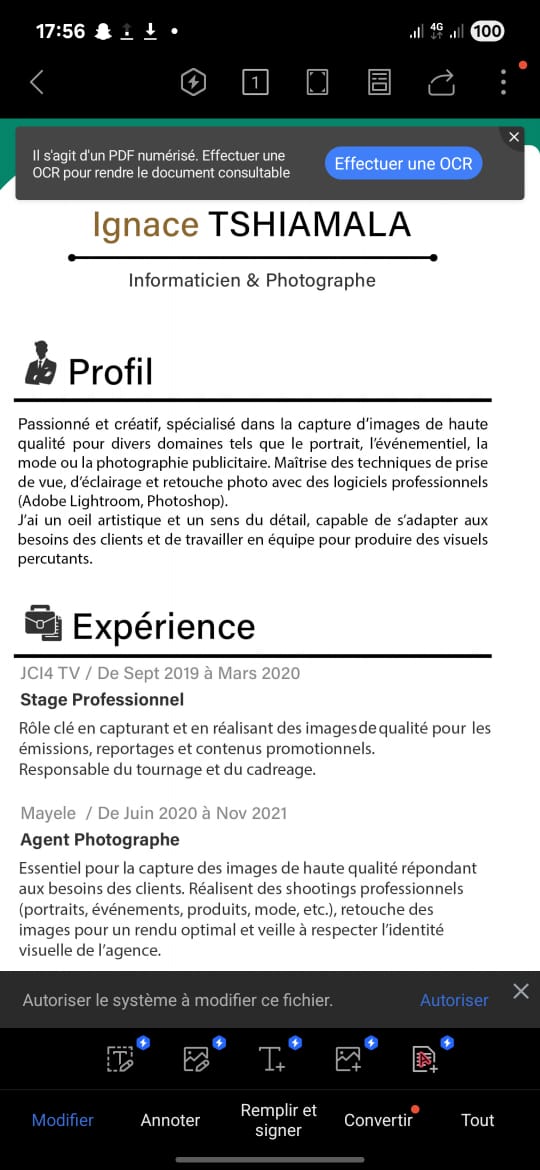 17:56
4G
100
1
Il s'agit d'un PDF numérisé. Effectuer une
OCR pour rendre le document consultable
Effectuer une OCR
Ignace TSHIAMALA
Informaticien & Photographe
Profil
Passionné et créatif, spécialisé dans la capture d'images de haute
qualité pour divers domaines tels que le portrait, l'événementiel, la
mode ou la photographie publicitaire. Maîtrise des techniques de prise
de vue, d'éclairage et retouche photo avec des logiciels professionnels
(Adobe Lightroom, Photoshop).
J'ai un oeil artistique et un sens du détail, capable de s'adapter aux
besoins des clients et de travailler en équipe pour produire des visuels
percutants.
Expérience
JCI4 TV / De Sept 2019 à Mars 2020
Stage Professionnel
Rôle clé en capturant et en réalisant des images de qualité pour les
émissions, reportages et contenus promotionnels.
Responsable du tournage et du cadreage.
Mayele / De Juin 2020 à Nov 2021
Agent Photographe
Essentiel pour la capture des images de haute qualité répondant
aux besoins des clients. Réalisent des shootings professionnels
(portraits, événements, produits, mode, etc.), retouche des
images pour un rendu optimal et veille à respecter l'identité
visuelle de l'agence.
Autoriser le système à modifier ce fichier.
Autoriser
Modifier
Annoter
Remplir et
signer
Convertir
Tout